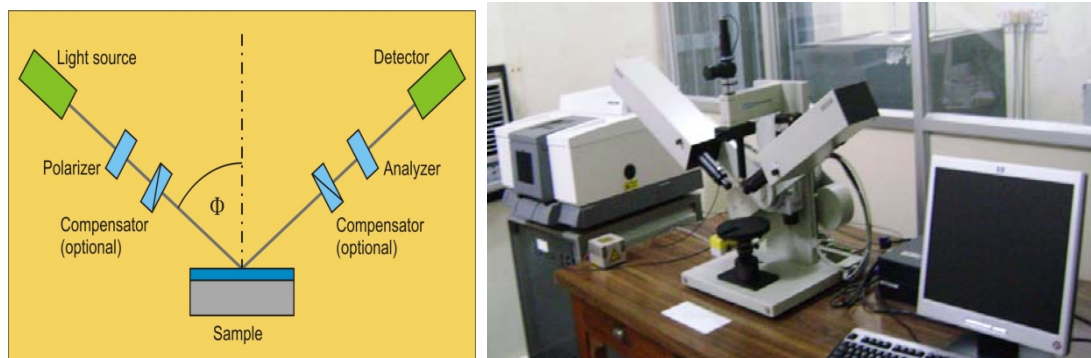 Light source
Detector
Polarizer
Analyzer
Compensator
(optional)
Φ
Compensator
(optional)
Sample